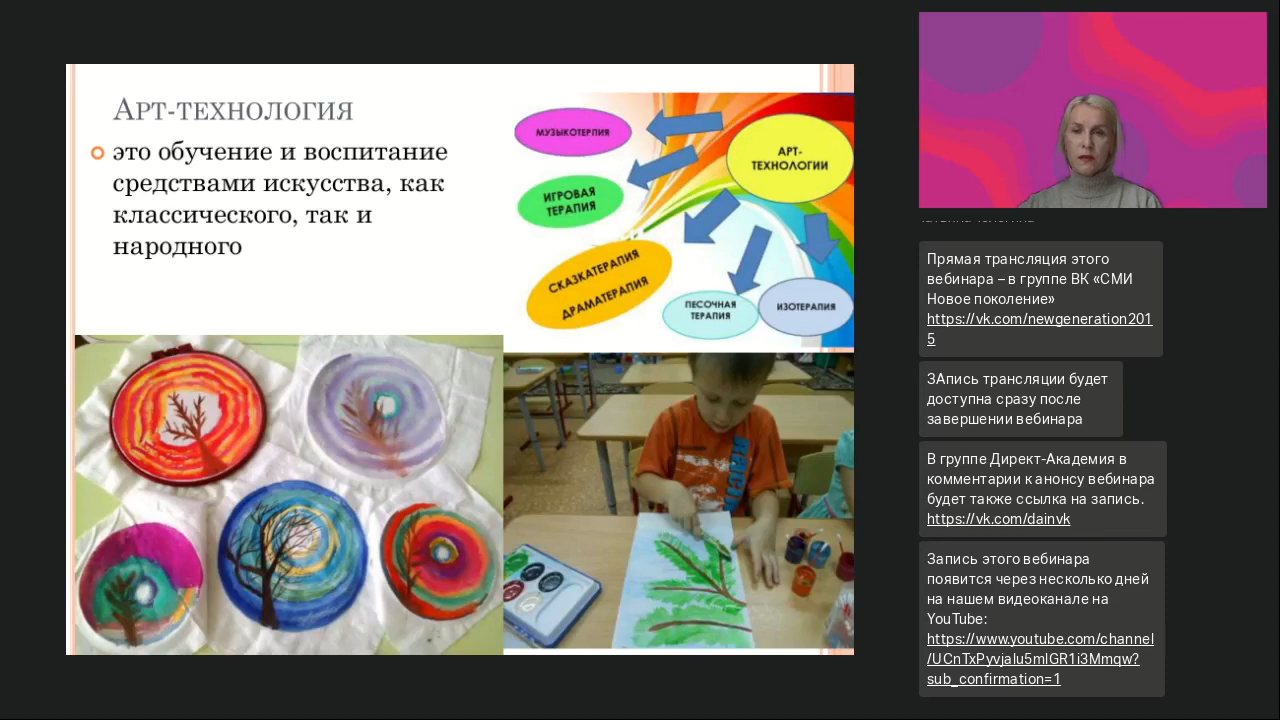 Арт-технология
это обучение и воспитание
средствами искусства, как
классического, так и
народного
МУЗЫКОТЕРПИЯ
АРТ-
ТЕХНОЛОГИИ
ИГРОВАЯ
ТЕРАПИЯ
СКАЗКАТЕРАПИЯ
ДРАМАТЕРАПИЯ
ПЕСОЧНАЯ
ТЕРАПИЯ
ИЗОТЕРАПИЯ
Прямая трансляция этого
вебинара – в группе ВК «СМИ
Новое поколение»
https://vk.com/newgeneration201
5
ЗАпись трансляции будет
доступна сразу после
завершении вебинара
В группе Директ-Академия в
комментарии к анонсу вебинара
будет также ссылка на запись.
https://vk.com/dainvk
Запись этого вебинара
появится через несколько дней
на нашем видеоканале на
YouTube:
https://www.youtube.com/channel
/UCnTxPyvjalu5mlGR1i3Mmqw?
sub_confirmation=1